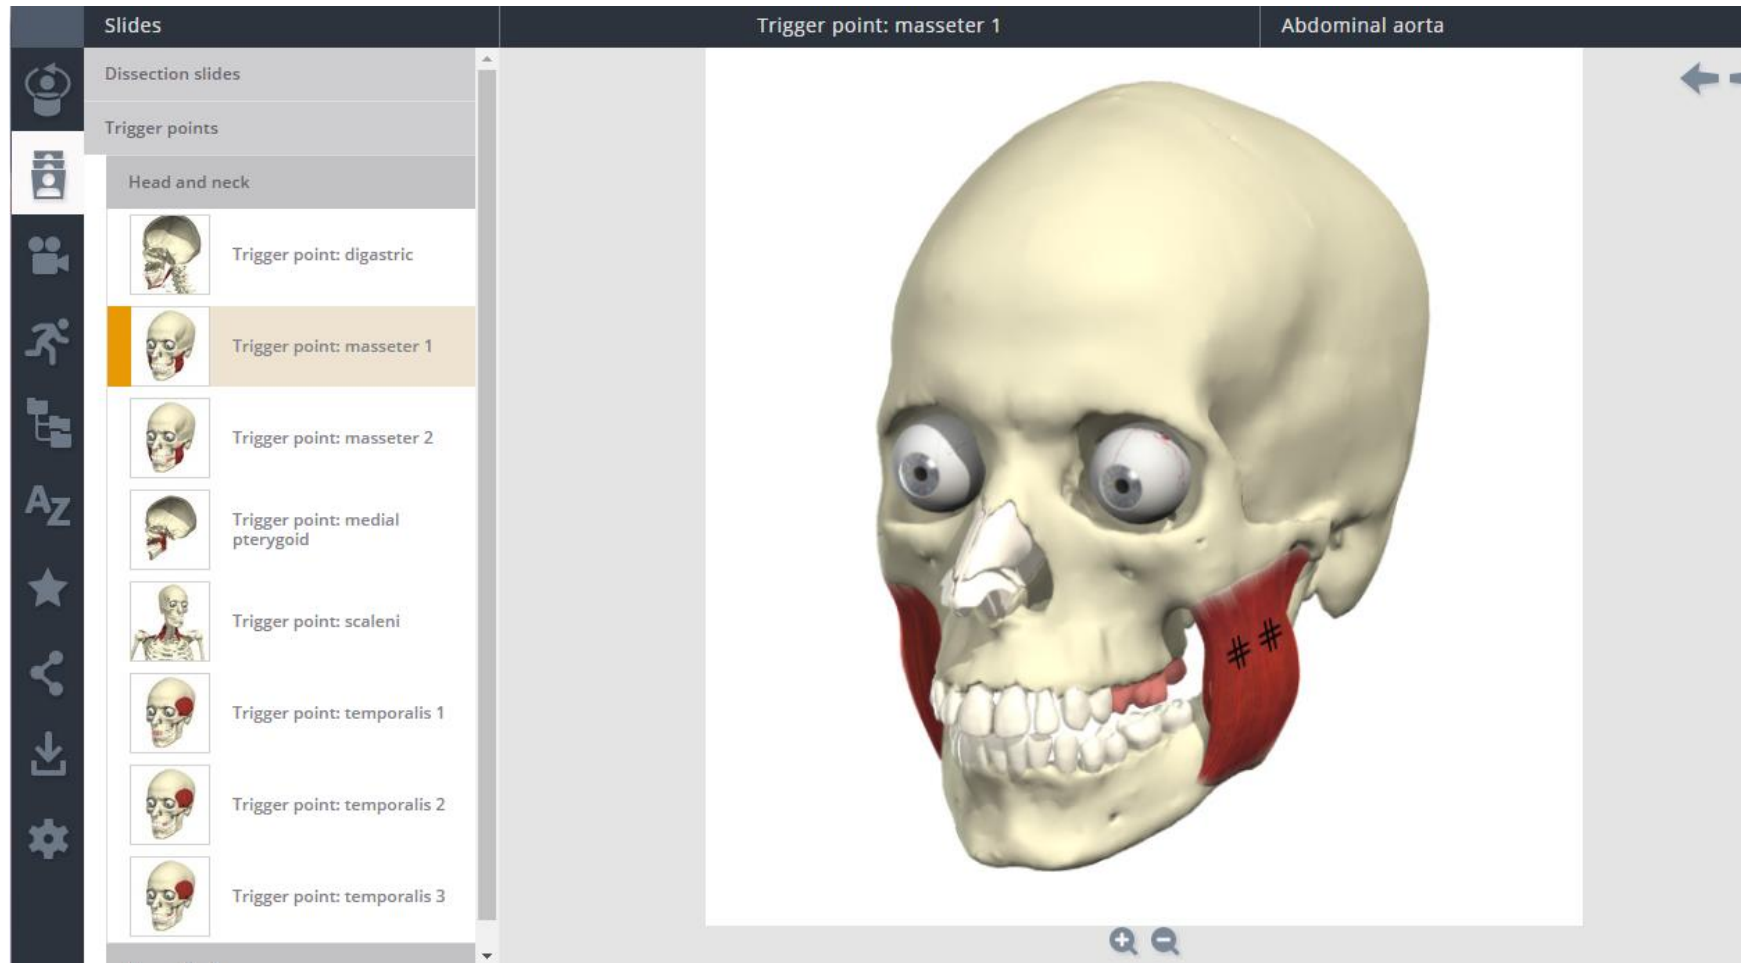 Slides
Trigger point: masseter 1
Abdominal aorta
Dissection slides
Trigger points
Head and neck
Trigger point: digastric
Trigger point: masseter 1
Trigger point: masseter 2
Trigger point: medial
pterygoid
Trigger point: scaleni
Trigger point: temporalis 1
Trigger point: temporalis 2
Trigger point: temporalis 3
AZ
# #